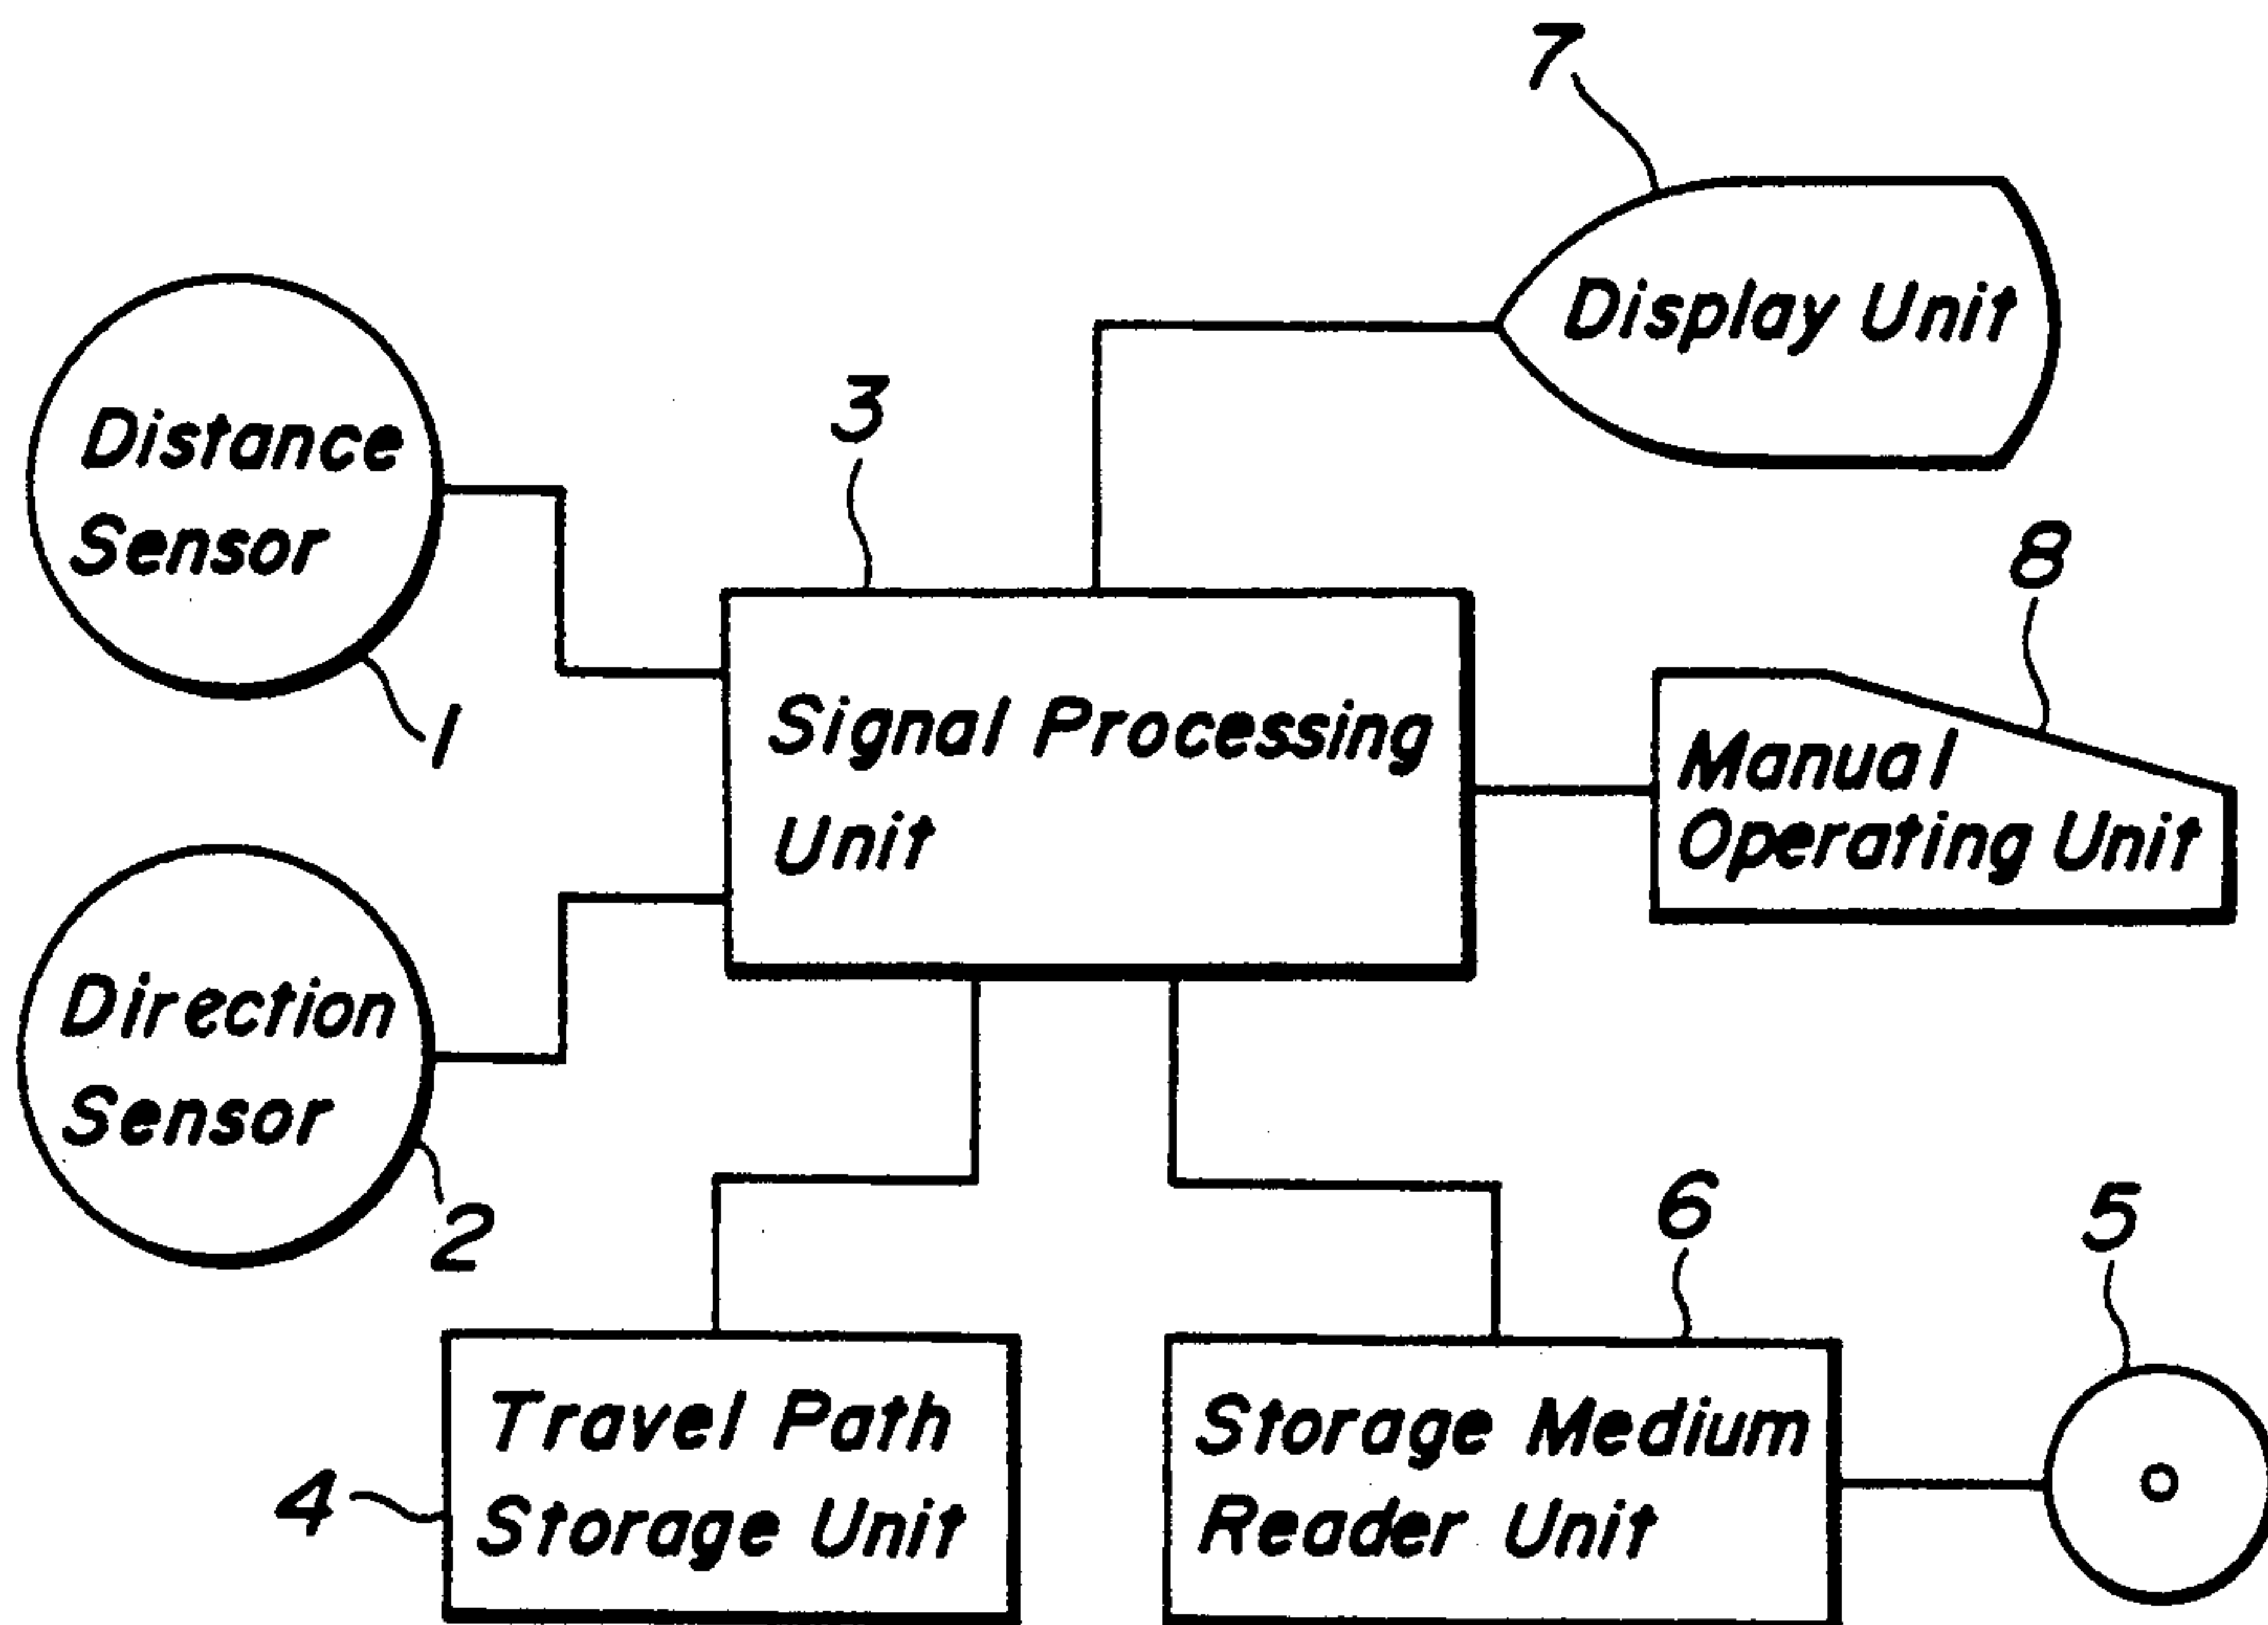 7
Display Unit
3
Distance
Sensor
1
8
Signal Processing
Unit
Manual
Operating Unit
Direction
Sensor
2
6
5
4
Travel Path
Storage Unit
Storage Medium
Reader Unit